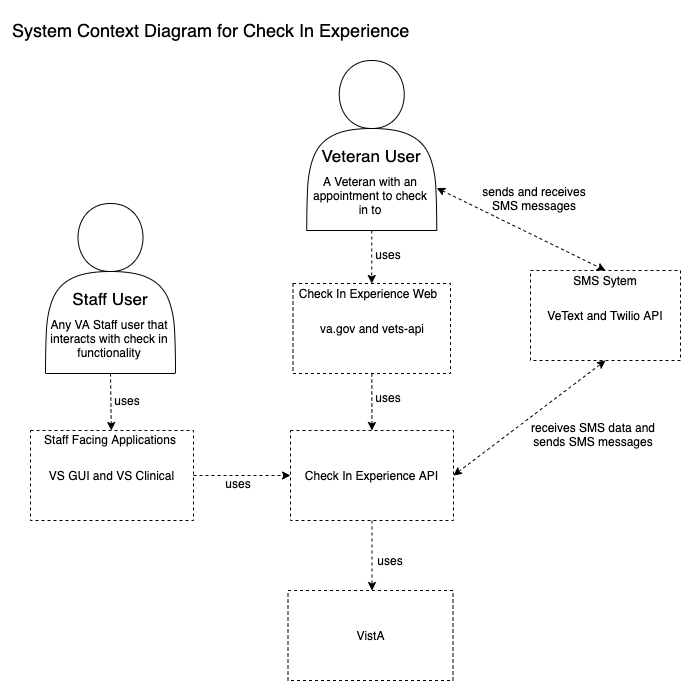 System Context Diagram for Check In Experience
Veteran User
A Veteran with an
appointment to check
in to
sends and receives
SMS messages
uses
Staff User
Any VA Staff user that
interacts with check in
functionality
Check In Experience Web
va.gov and vets-api
SMS Sytem
VeText and Twilio API
uses
uses
receives SMS data and
sends SMS messages
Staff Facing Applications
VS GUI and VS Clinical
uses
Check In Experience API
uses
VistA